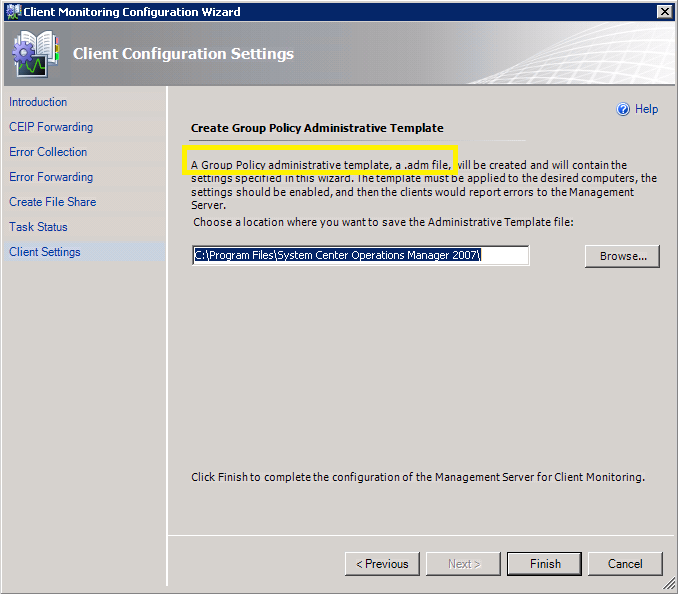 Client Monitoring Configuration Wizard
Client Configuration Settings
Introduction
CEIP Forwarding
Error Collection
Error Forwarding
Create File Share
Task Status
Client Settings
Help
Create Group Policy Administrative Template
A Group Policy administrative template, a .adm file, will be created and will contain the
settings specified in this wizard. The template must be applied to the desired computers, the
settings should be enabled, and then the clients would report errors to the Management
Server.
Choose a location where you want to save the Administrative Template file:
C:\Program Files\System Center Operations Manager 2007\
Browse...
Click Finish to complete the configuration of the Management Server for Client Monitoring.
< Previous
Next >
Finish
Cancel